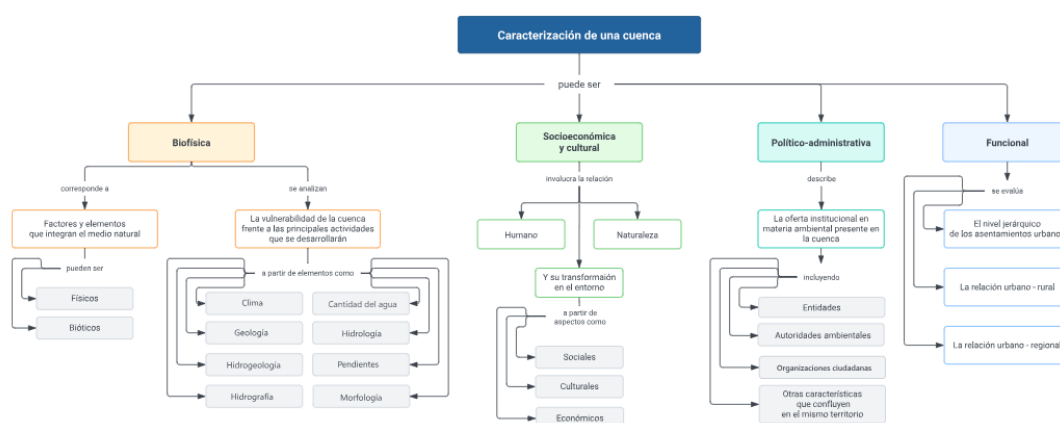 Caracterización de una cuenca
puede ser
Biofísica
Socioeconómica
y cultural
Político-administrativa
Funcional
corresponde a
se analizan
involucra la relación
describe
se evalúa
Factores y elementos
que integran el medio natural
La vulnerabilidad de la cuenca
frente a las principales actividades
que se desarrollarán
Humano
Naturaleza
La oferta institucional en
materia ambiental presente en
la cuenca
El nivel jerárquico
de los asentamientos urbano
pueden ser
a partir de elementos como
Y su transformaión
en el entorno
incluyendo
Físicos
Bióticos
Clima
Cantidad del agua
Geología
Hidrología
Hidrogeología
Pendientes
Hidrografía
Morfología
a partir de
aspectos como
Sociales
Culturales
Económicos
Entidades
Autoridades ambientales
Organizaciones ciudadanas
Otras características
que confluyen
en el mismo territorio
La relación urbano - rural
La relación urbano - regional